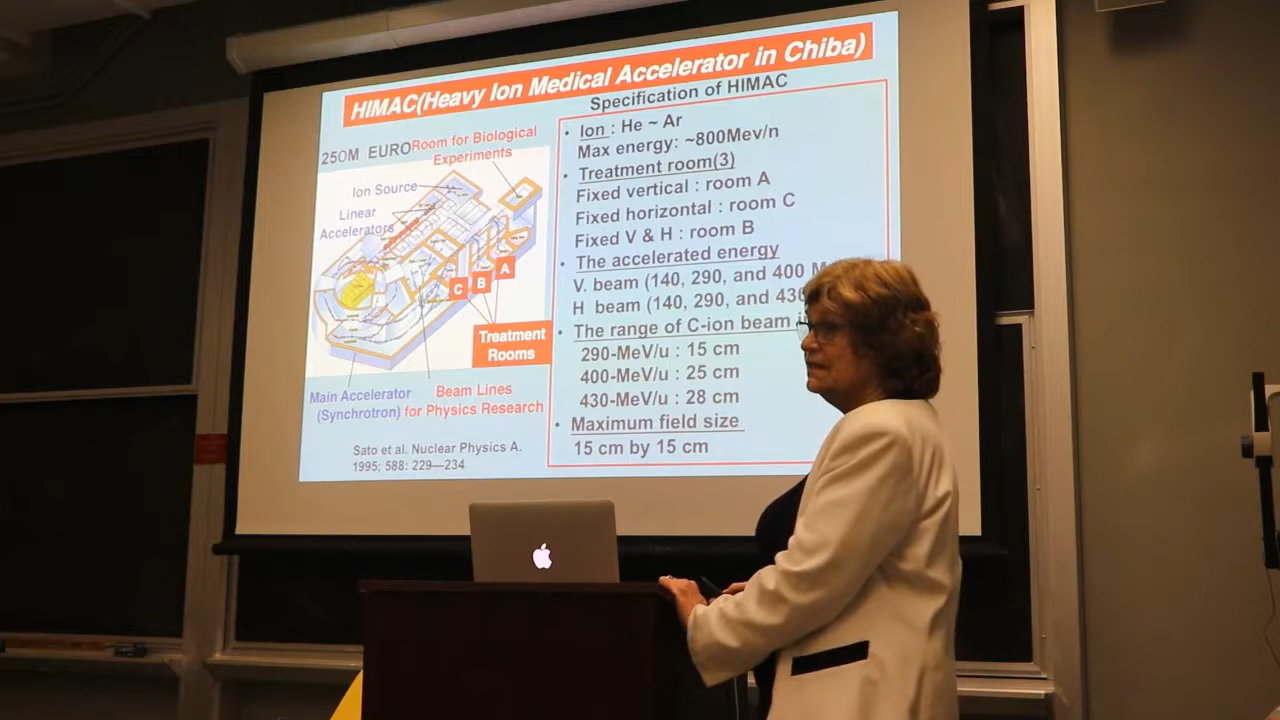 HIMAC(Heavy Ion Medical Accelerator in Chiba)
Specification of HIMAC
250M EURO
Room for Biological
Experiments
Ion Source
Linear
Accelerators
A
B
C
Treatment
Rooms
Main Accelerator
(Synchrotron)
Beam Lines
for Physics Research
Sato et al. Nuclear Physics A.
1995; 588: 229—234
• Ion : He ~ Ar
Max energy: ~800Mev/n
• Treatment room(3)
Fixed vertical : room A
Fixed horizontal : room C
Fixed V & H : room B
• The accelerated energy
V. beam (140, 290, and 400 M
H beam (140, 290, and 430
• The range of C-ion beam
290-MeV/u : 15 cm
400-MeV/u : 25 cm
430-MeV/u : 28 cm
• Maximum field size
15 cm by 15 cm